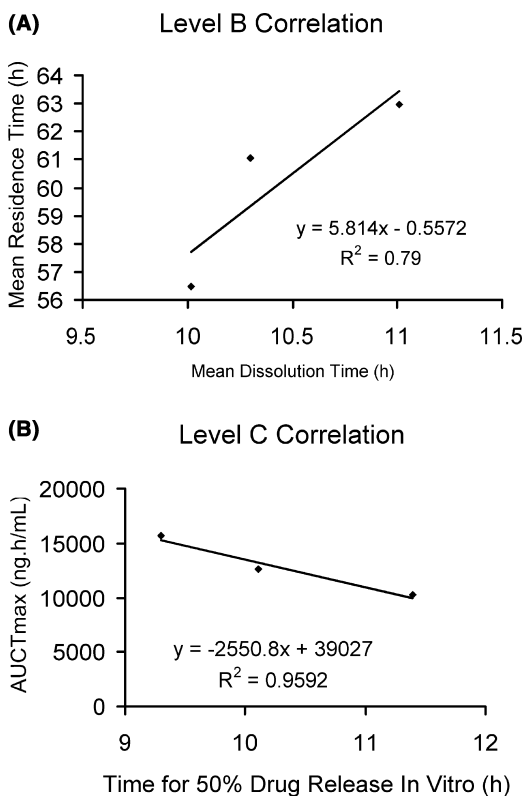 (A)
Level B Correlation
Mean Residence Time (h)
64
63
62
61
60
59
58
57
56
y = 5.814x - 0.5572
R² = 0.79
9.5 10 10.5 11 11.5
Mean Dissolution Time (h)
(B)
Level C Correlation
AUCTmax (ng.h/mL)
20000
15000
10000
5000
0
y = -2550.8x + 39027
R² = 0.9592
9 10 11 12
Time for 50% Drug Release In Vitro (h)